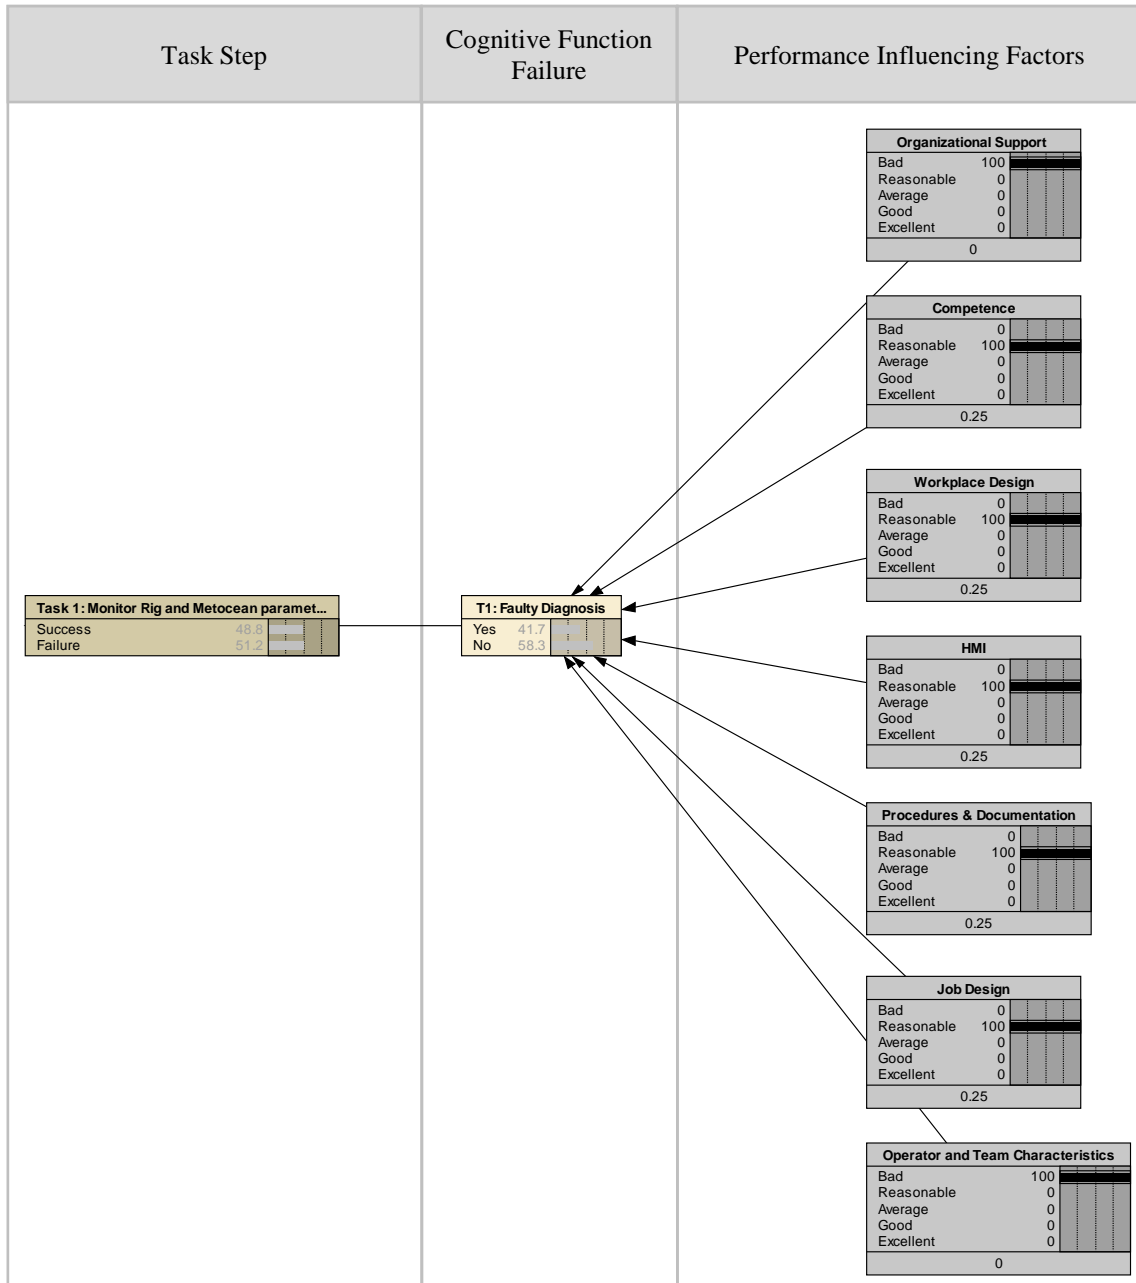 Task Step
Cognitive Function
Failure
Performance Influencing Factors
Organizational Support
Bad 100
Reasonable 0
Average 0
Good 0
Excellent 0
0
Competence
Bad 0
Reasonable 100
Average 0
Good 0
Excellent 0
0.25
Workplace Design
Bad 0
Reasonable 100
Average 0
Good 0
Excellent 0
0.25
Task 1: Monitor Rig and Metocean paramet...
Success 48.8
Failure 51.2
T1: Faulty Diagnosis
Yes 41.7
No 58.3
HMI
Bad 0
Reasonable 100
Average 0
Good 0
Excellent 0
0.25
Procedures & Documentation
Bad 0
Reasonable 100
Average 0
Good 0
Excellent 0
0.25
Job Design
Bad 0
Reasonable 100
Average 0
Good 0
Excellent 0
0.25
Operator and Team Characteristics
Bad 100
Reasonable 0
Average 0
Good 0
Excellent 0
0